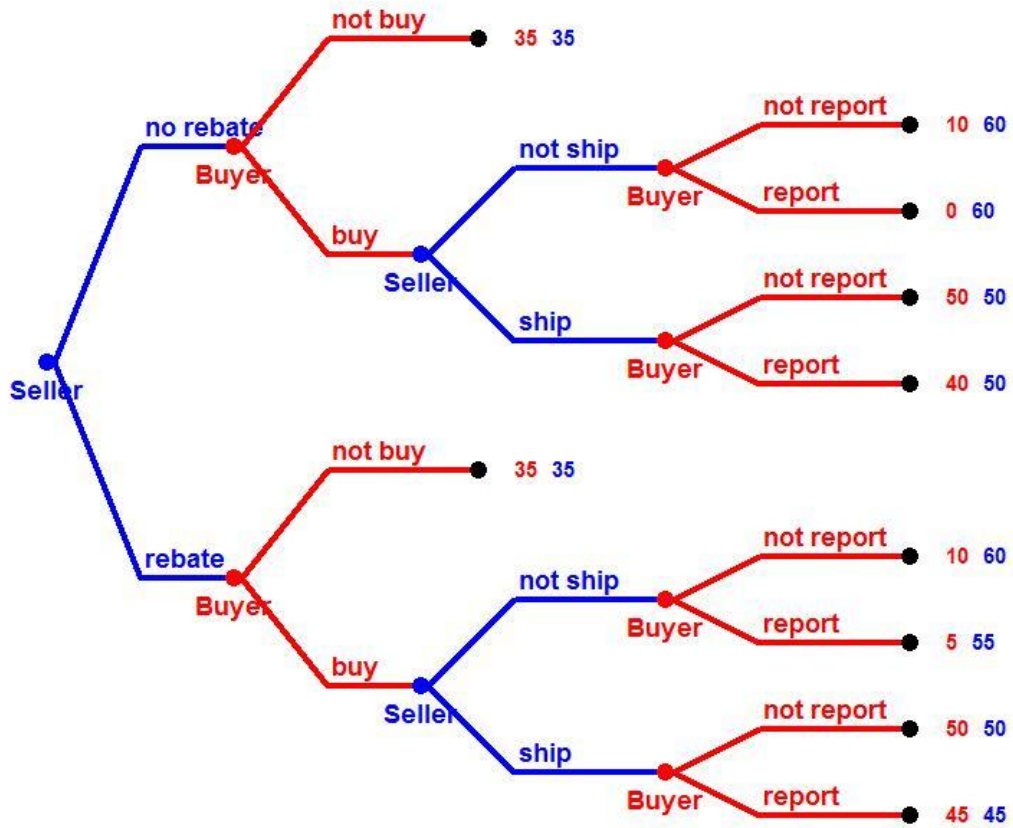 not buy
35 35
no rebate
Buyer
not report
10 60
not ship
Buyer
report
0 60
buy
Seller
not report
50 50
ship
Buyer
report
40 50
Seller
not buy
35 35
rebate
Buyer
not report
10 60
not ship
Buyer
report
5 55
buy
Seller
not report
50 50
ship
Buyer
report
45 45